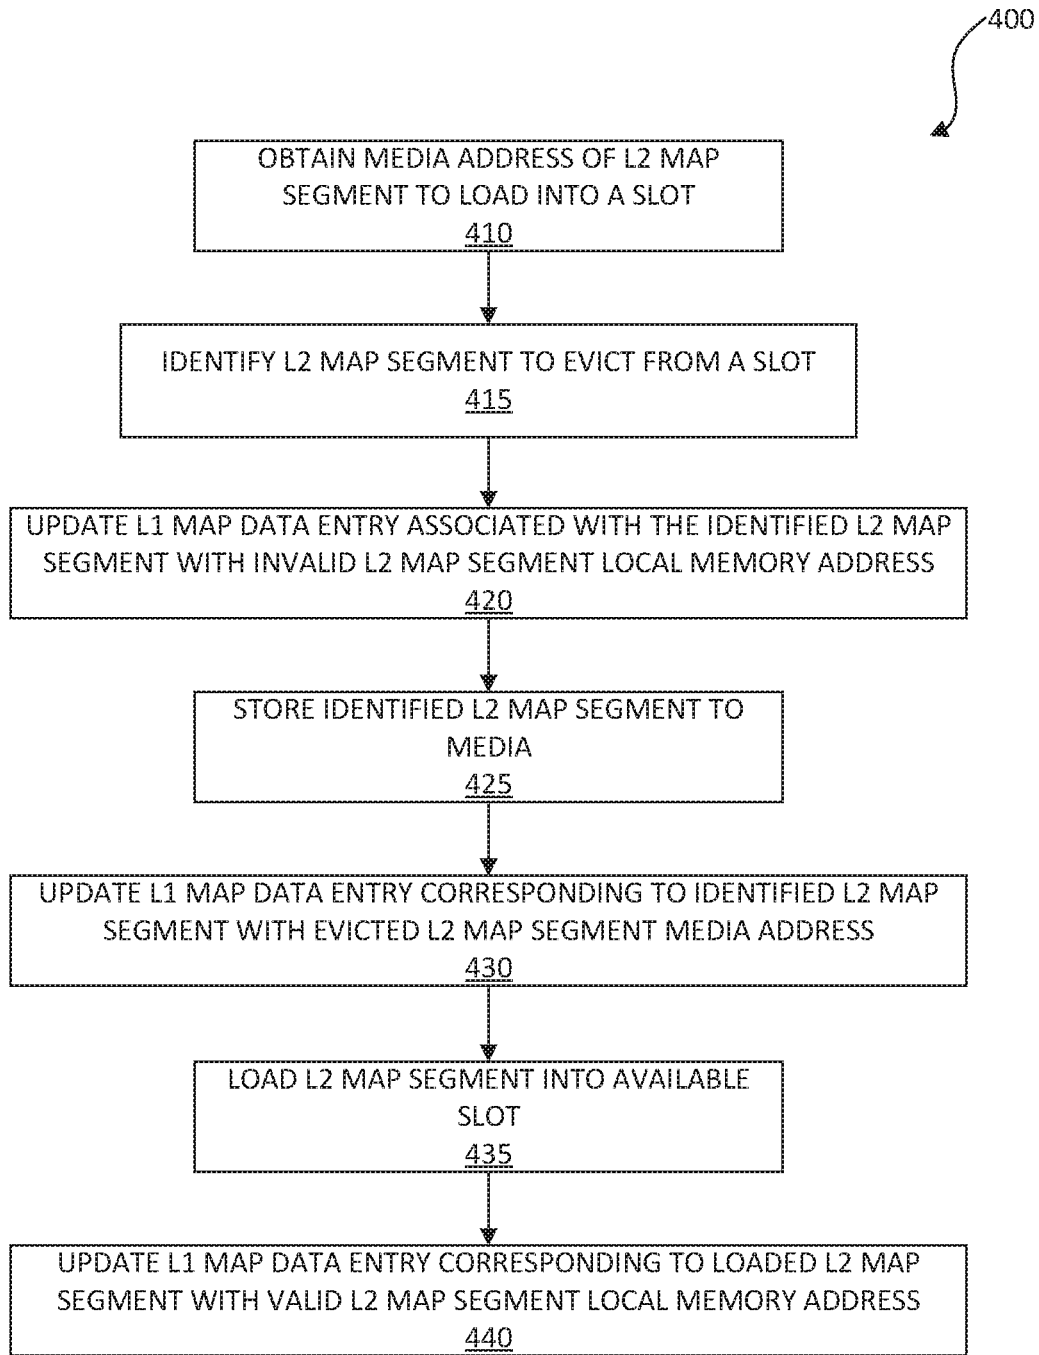 400
OBTAIN MEDIA ADDRESS OF L2 MAP
SEGMENT TO LOAD INTO A SLOT
410
IDENTIFY L2 MAP SEGMENT TO EVICT FROM A SLOT
415
UPDATE L1 MAP DATA ENTRY ASSOCIATED WITH THE IDENTIFIED L2 MAP
SEGMENT WITH INVALID L2 MAP SEGMENT LOCAL MEMORY ADDRESS
420
STORE IDENTIFIED L2 MAP SEGMENT TO
MEDIA
425
UPDATE L1 MAP DATA ENTRY CORRESPONDING TO IDENTIFIED L2 MAP
SEGMENT WITH EVICTED L2 MAP SEGMENT MEDIA ADDRESS
430
LOAD L2 MAP SEGMENT INTO AVAILABLE
SLOT
435
UPDATE L1 MAP DATA ENTRY CORRESPONDING TO LOADED L2 MAP
SEGMENT WITH VALID L2 MAP SEGMENT LOCAL MEMORY ADDRESS
440